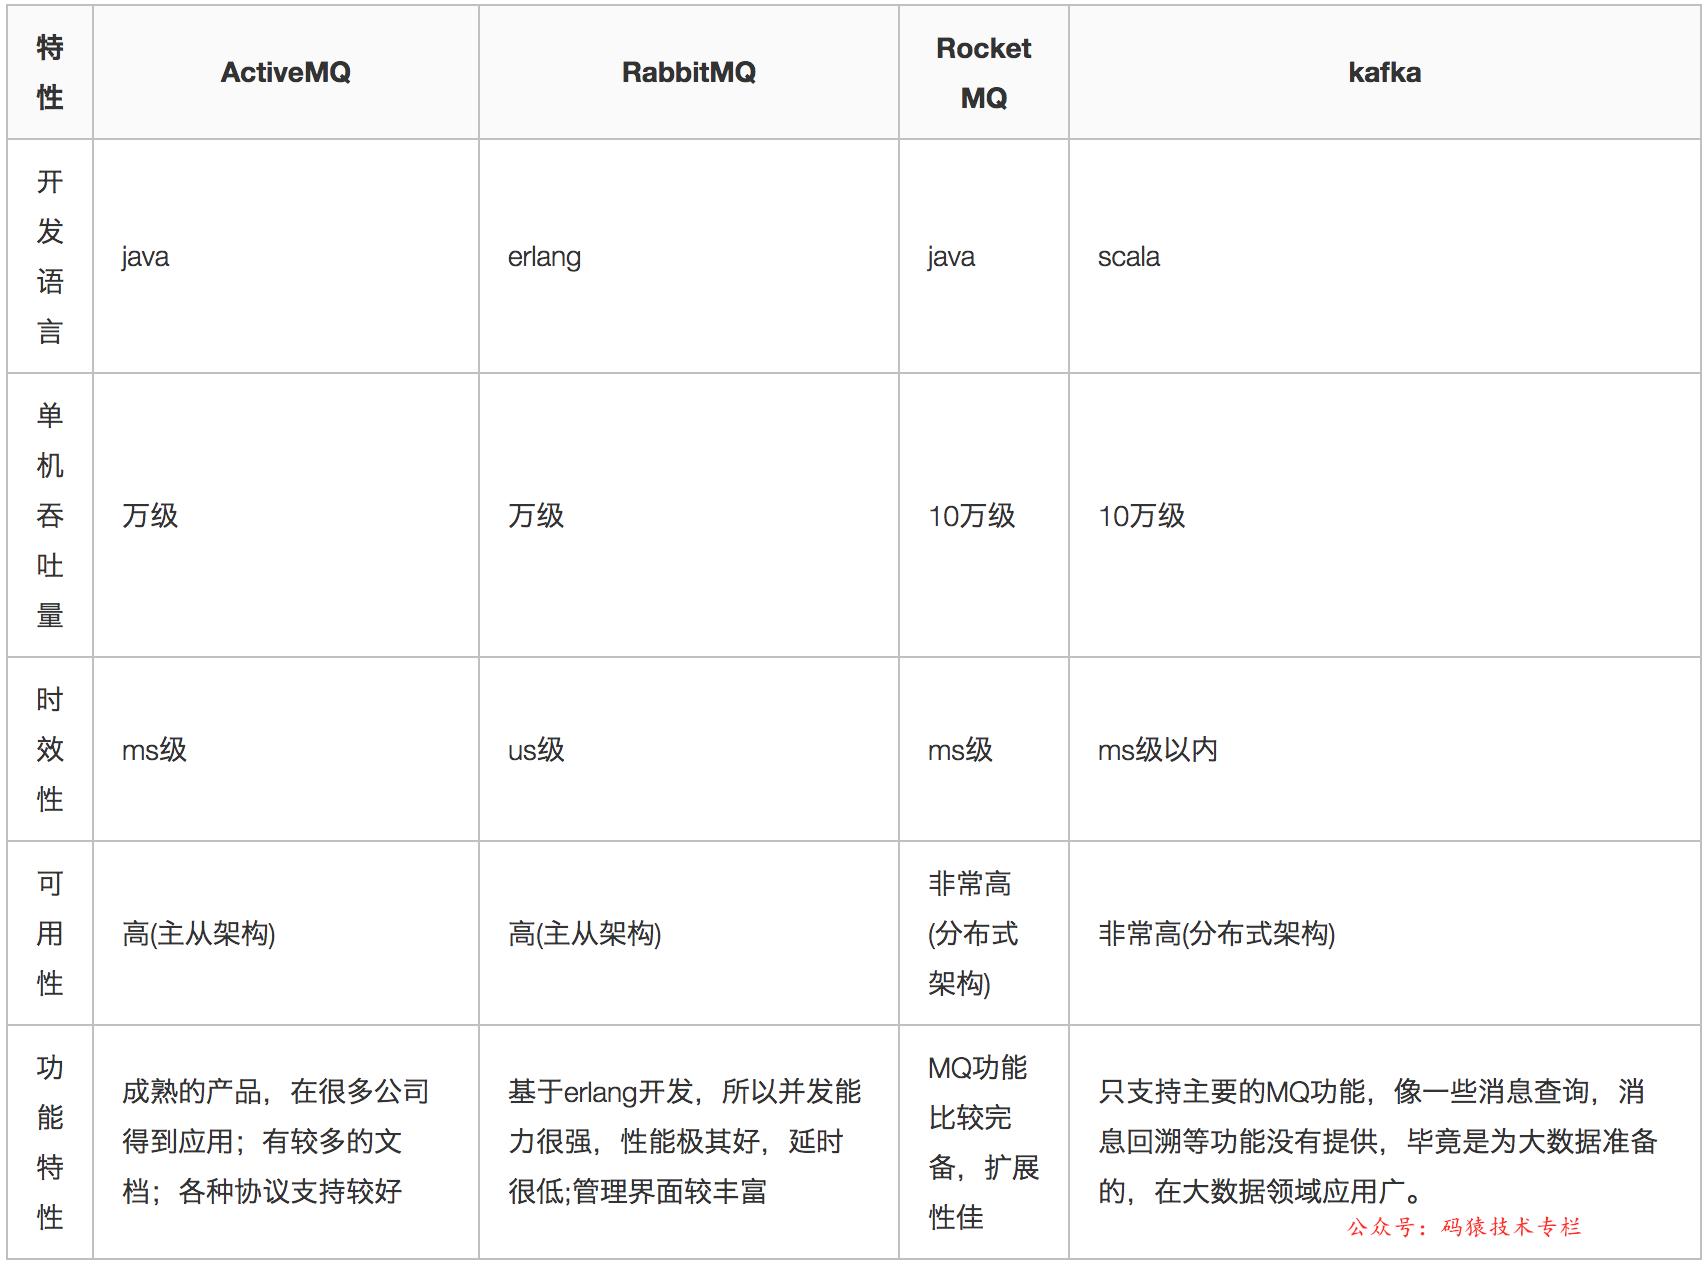 特性
ActiveMQ
RabbitMQ
Rocket
MQ
kafka
开发语言
java
erlang
java
scala
单机吞吐量
万级
万级
10万级
10万级
时效性
ms级
us级
ms级
ms级以内
可用性
高(主从架构)
高(主从架构)
非常高
(分布式
架构)
非常高(分布式架构)
功能特性
成熟的产品，在很多公司
得到应用；有较多的文
档；各种协议支持较好
基于erlang开发，所以并发能
力很强，性能极其好，延时
很低;管理界面较丰富
MQ功能
比较完
备，扩展
性佳
只支持主要的MQ功能，像一些消息查询，消
息回溯等功能没有提供，毕竟是为大数据准备
的，在大数据领域应用广。
公众号：码猿技术专栏